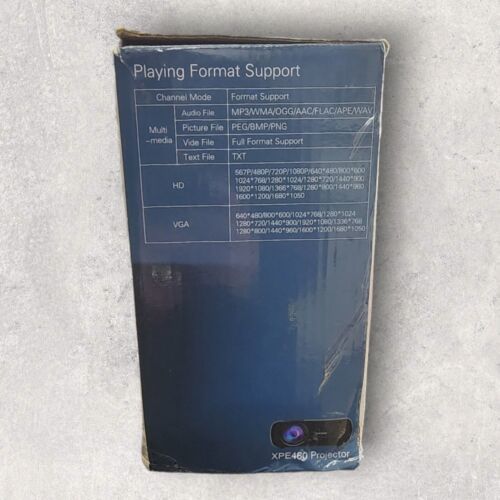 Playing Format Support
Channel Mode Format Support
Multi-media Audio File MP3/WMA/OGG/AAC/FLAC/APE/WAV
Picture File PEG/BMP/PNG
Vide File Full Format Support
Text File TXT
HD
567P/480P/720P/1080P/640*480/800*600
1024*768/1280*1024/1280*720/1440*900
1920*1080/1366*768/1280*800/1440*960
1600*1200/1680*1050
VGA
640*480/800*600/1024*768/1280*1024
1280*720/1440*900/1920*1080/1336*768
1280*800/1440*960/1600*1200/1680*1050
XPE460 Projector